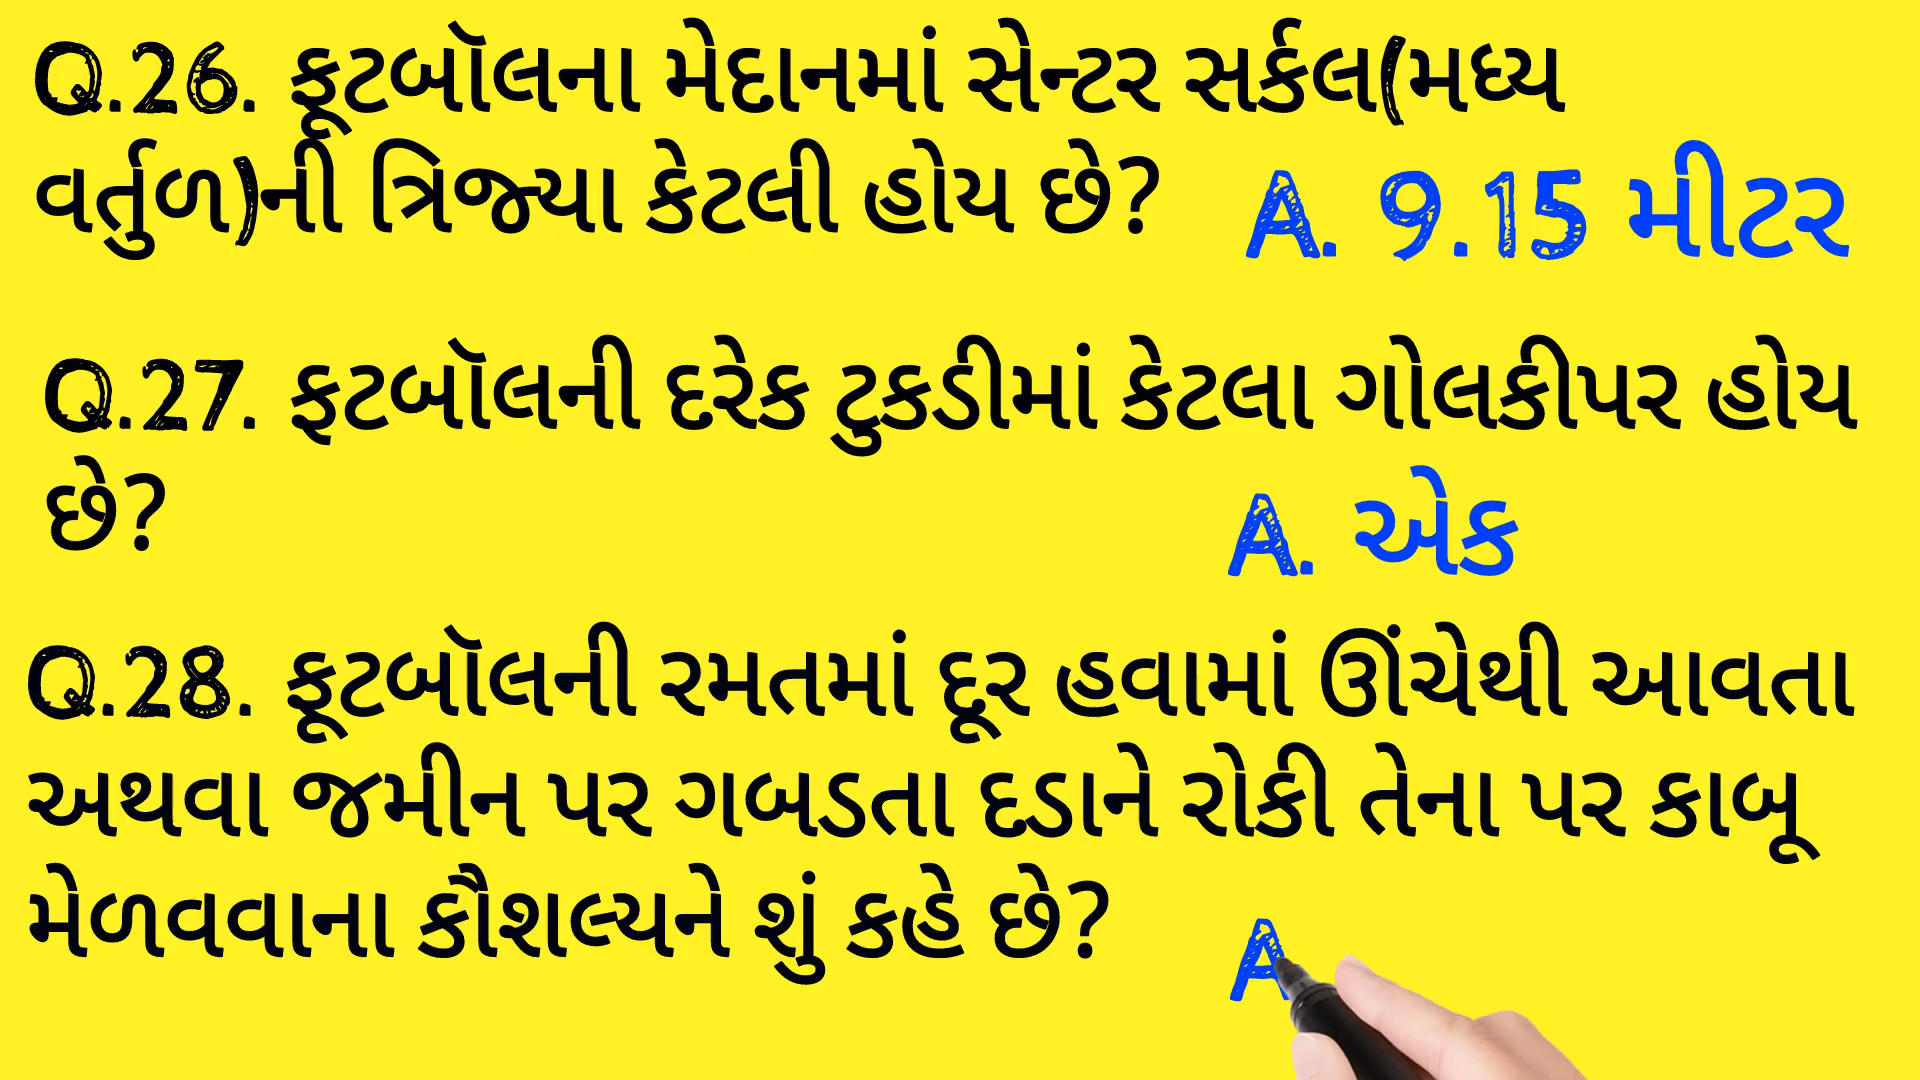 Q.26. ફૂટબૉલના મેદાનમાં સેન્ટર સર્કલ(મધ્ય
વર્તુળ)ની ત્રિજ્યા કેટલી હોય છે?
A. 9.15 મીટર
Q.27. ફટબૉલની દરેક ટુકડીમાં કેટલા ગોલકીપર હોય
છે?
A. એક
Q.28. ફૂટબૉલની રમતમાં દૂર હવામાં ઊંચેથી આવતા
અથવા જમીન પર ગબડતા દડાને રોકી તેના પર કાબૂ
મેળવવાના કૌશલ્યને શું કહે છે?
A